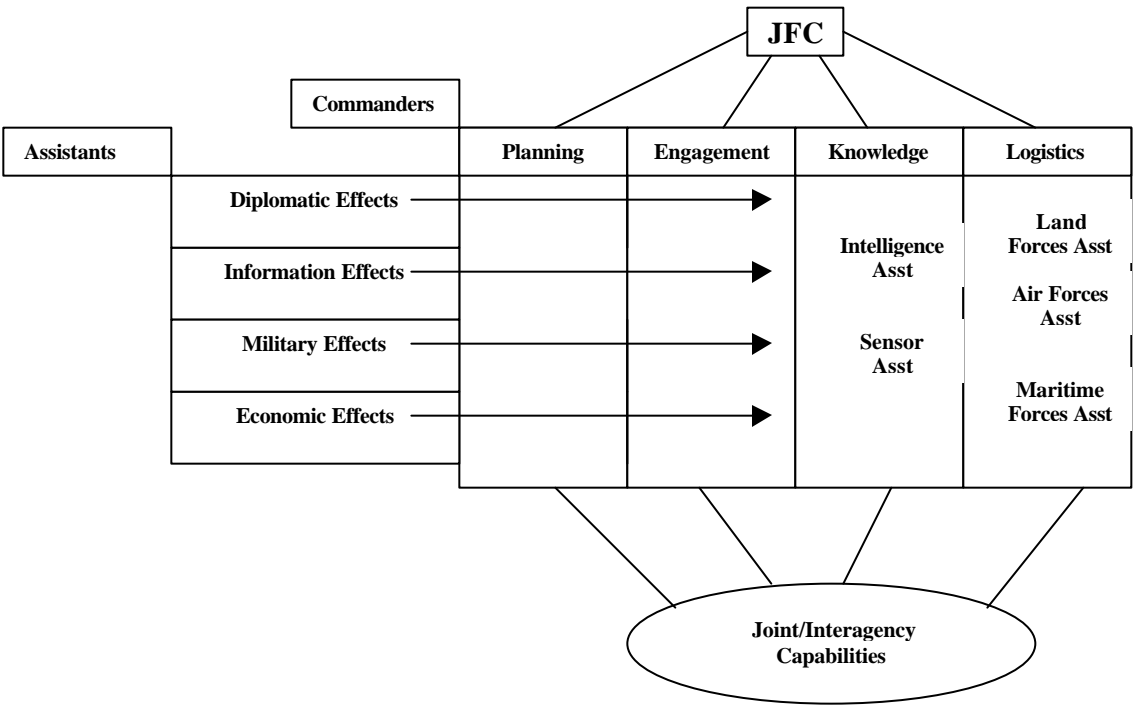 JFC
Commanders
Assistants
Planning
Engagement
Knowledge
Logistics
Diplomatic Effects
Information Effects
Military Effects
Economic Effects
Intelligence
Asst
Sensor
Asst
Land
Forces Asst
Air Forces
Asst
Maritime
Forces Asst
Joint/Interagency
Capabilities